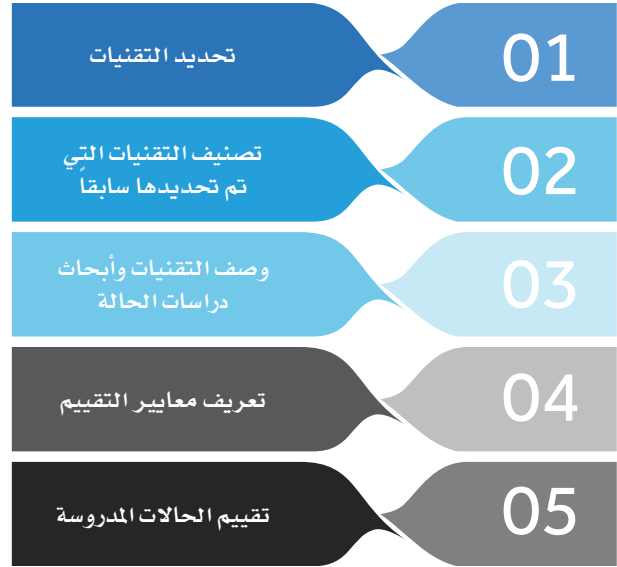 01
تحديد التقنيات
02
تصنيف التقنيات التي
تم تحديدها سابقاً
03
وصف التقنيات وأبحاث
دراسات الحالة
04
تعريف معايير التقييم
05
تقييم الحالات المدروسة